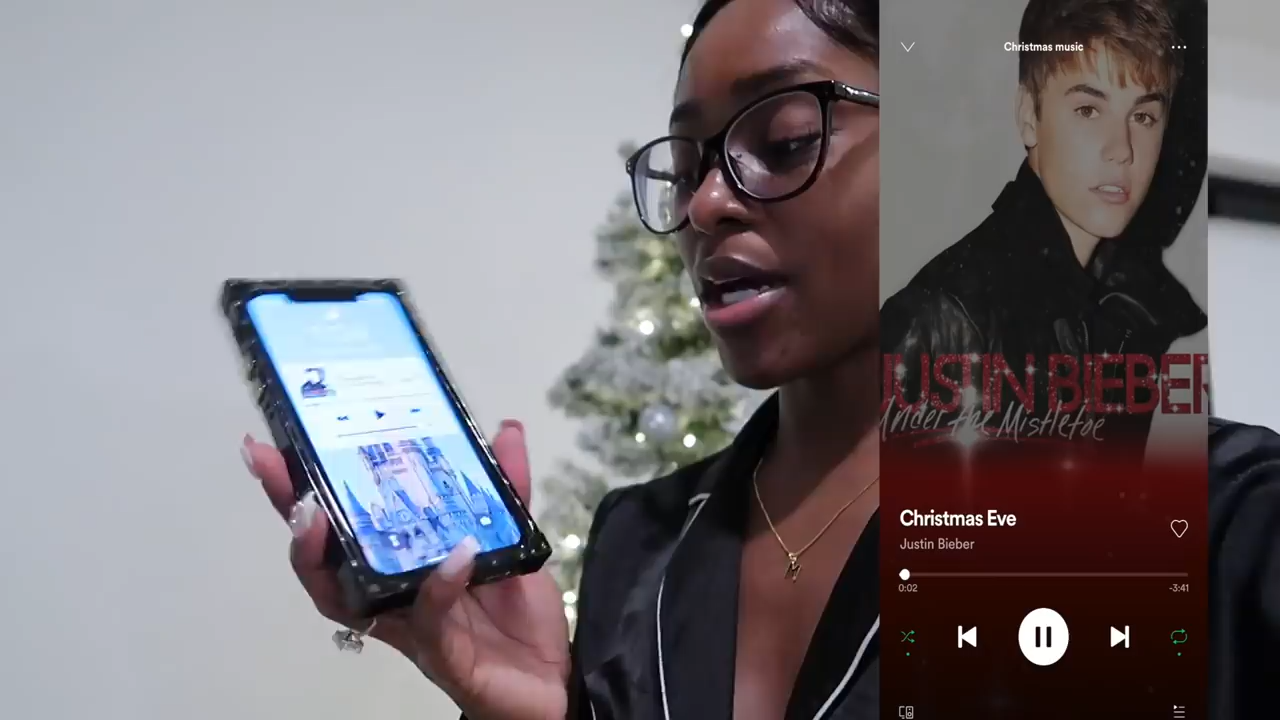 Christmas music
JUSTIN BIEBER
Under the Mistletoe
Christmas Eve
Justin Bieber
0:02
-3:41
M